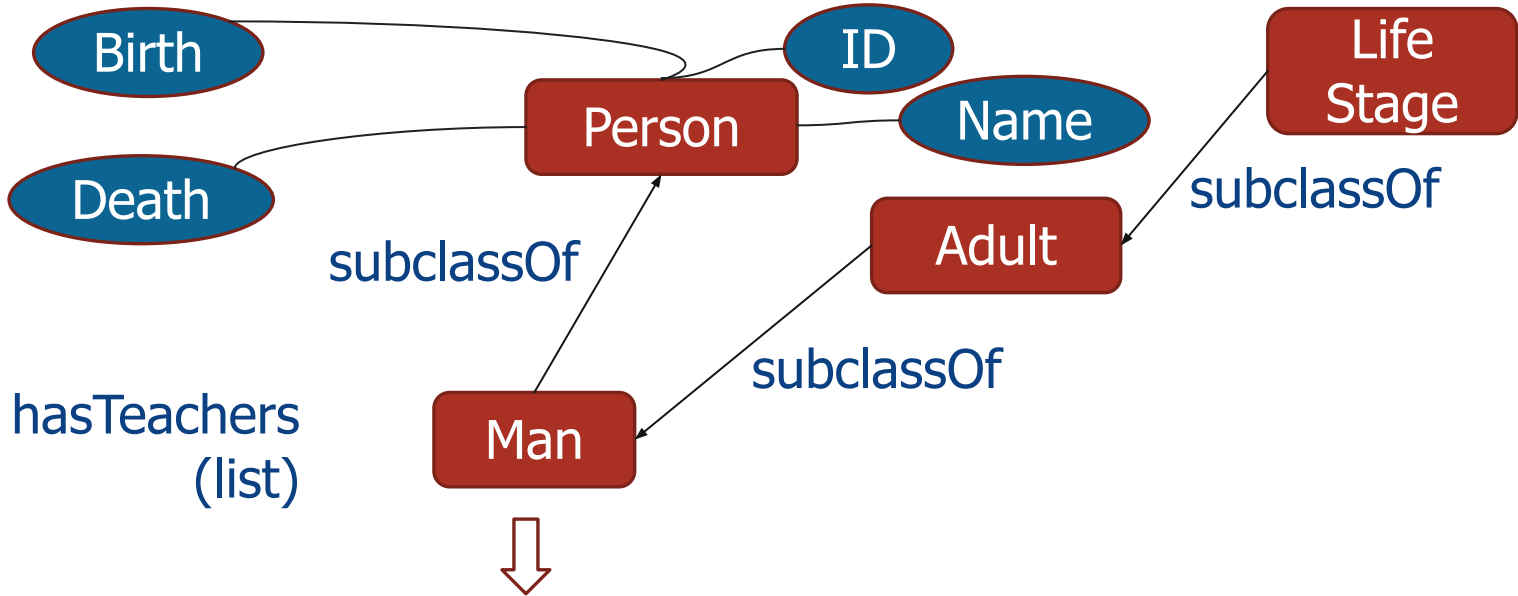 Birth
ID
Life
Stage
Person
Name
Death
subclassOf
Adult
subclassOf
subclassOf
hasTeachers
(list)
Man